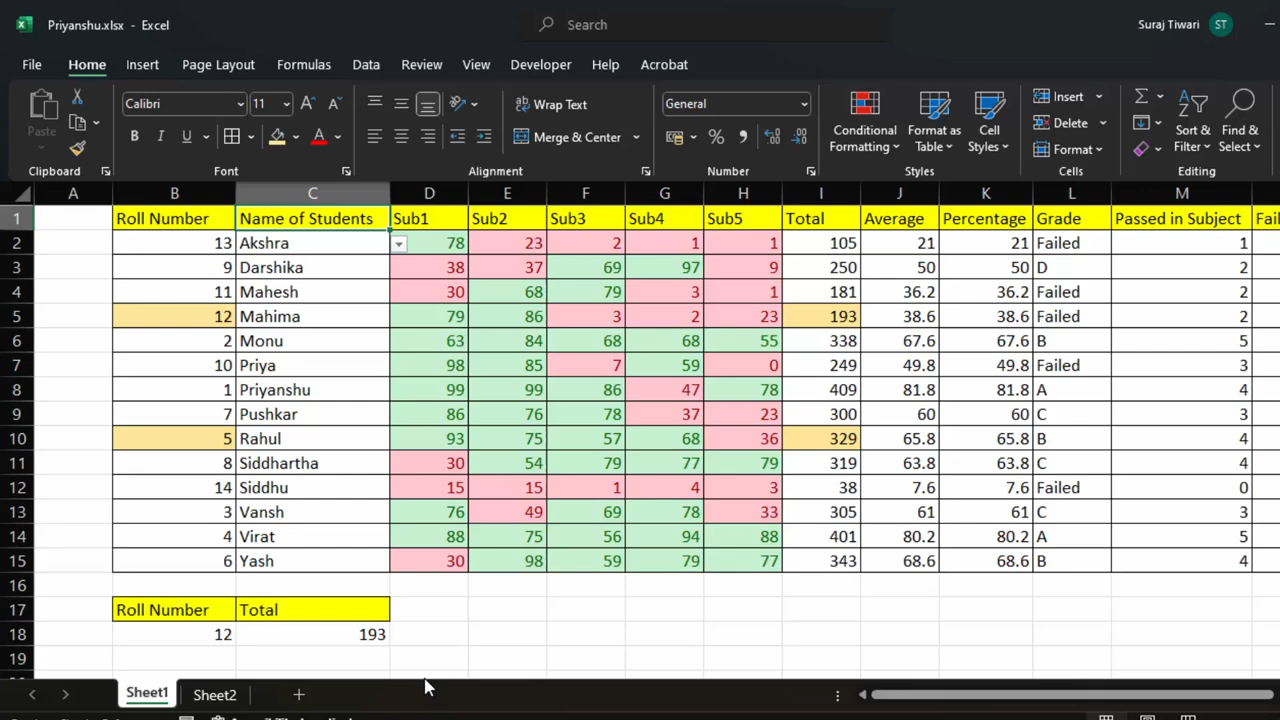 Priyanshu.xlsx - Excel
Search
Suraj Tiwari ST
File Home Insert Page Layout Formulas Data Review View Developer Help Acrobat
Paste
Clipboard
Calibri 11
B I U
Font
Wrap Text
Merge & Center
Alignment
General
Number
Conditional Formatting
Format as Table
Cell Styles
Styles
Insert
Delete
Format
Cells
Sort & Filter
Find & Select
Editing
A B C D E F G H I J K L M
1 Roll Number Name of Students Sub1 Sub2 Sub3 Sub4 Sub5 Total Average Percentage Grade Passed in Subject
2 13 Akshra 78 23 2 1 1 105 21 21 Failed 1
3 9 Darshika 38 37 69 97 9 250 50 50 D 2
4 11 Mahesh 30 68 79 3 1 181 36.2 36.2 Failed 2
5 12 Mahima 79 86 3 2 23 193 38.6 38.6 Failed 2
6 2 Monu 63 84 68 68 55 338 67.6 67.6 B 5
7 10 Priya 98 85 7 59 0 249 49.8 49.8 Failed 3
8 1 Priyanshu 99 99 86 47 78 409 81.8 81.8 A 4
9 7 Pushkar 86 76 78 37 23 300 60 60 C 3
10 5 Rahul 93 75 57 68 36 329 65.8 65.8 B 4
11 8 Siddhartha 30 54 79 77 79 319 63.8 63.8 C 4
12 14 Siddhu 15 15 1 4 3 38 7.6 7.6 Failed 0
13 3 Vansh 76 49 69 78 33 305 61 61 C 3
14 4 Virat 88 75 56 94 88 401 80.2 80.2 A 5
15 6 Yash 30 98 59 79 77 343 68.6 68.6 B 4
16
17 Roll Number Total
18 12 193
19
Sheet1 Sheet2